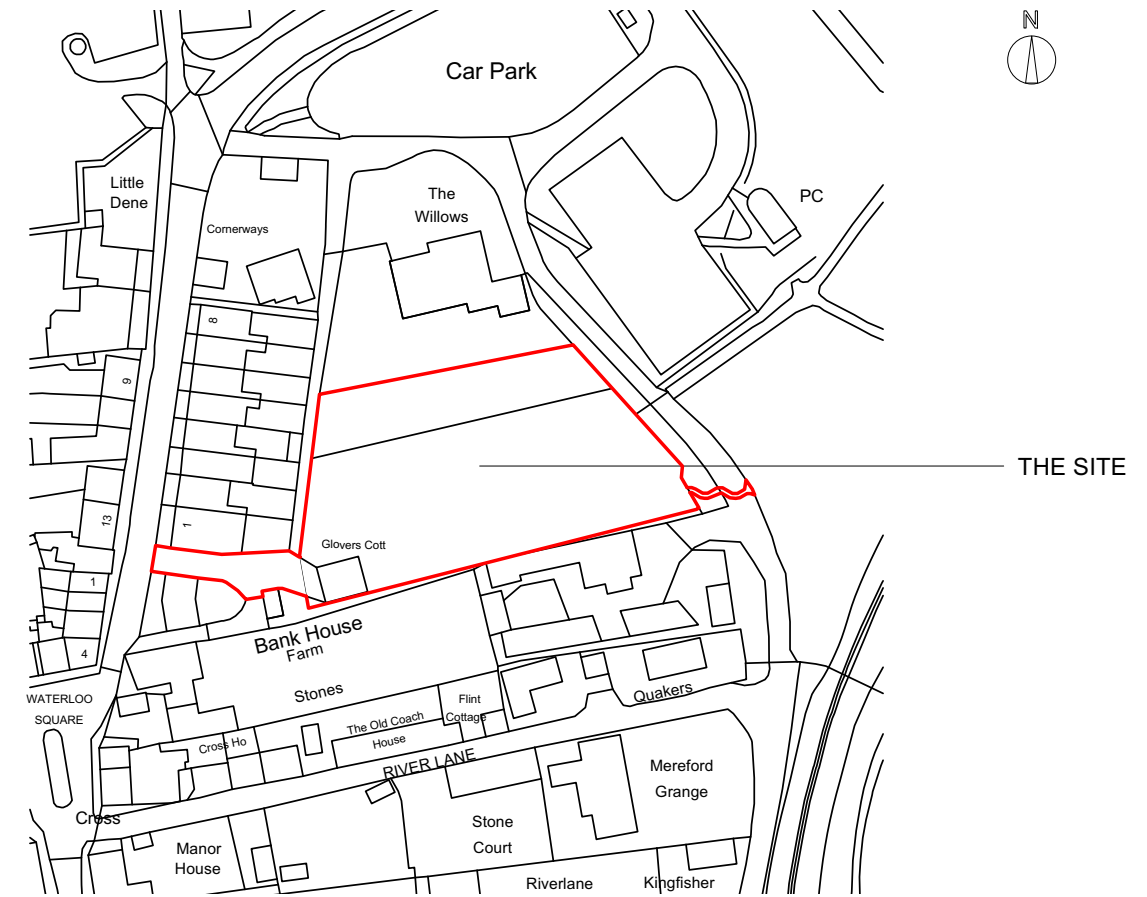 N
Car Park
Little
Dene
The
Willows
PC
Cornerways
8
9
THE SITE
13
1
Glovers Cott
1
4
Bank House
Farm
Stones
WATERLOO
SQUARE
Flint
Cottage
Quakers
The Old Coach
House
Cross Ho
RIVER LANE
Mereford
Grange
Cross
Stone
Court
Manor
House
Riverlane
Kingfisher